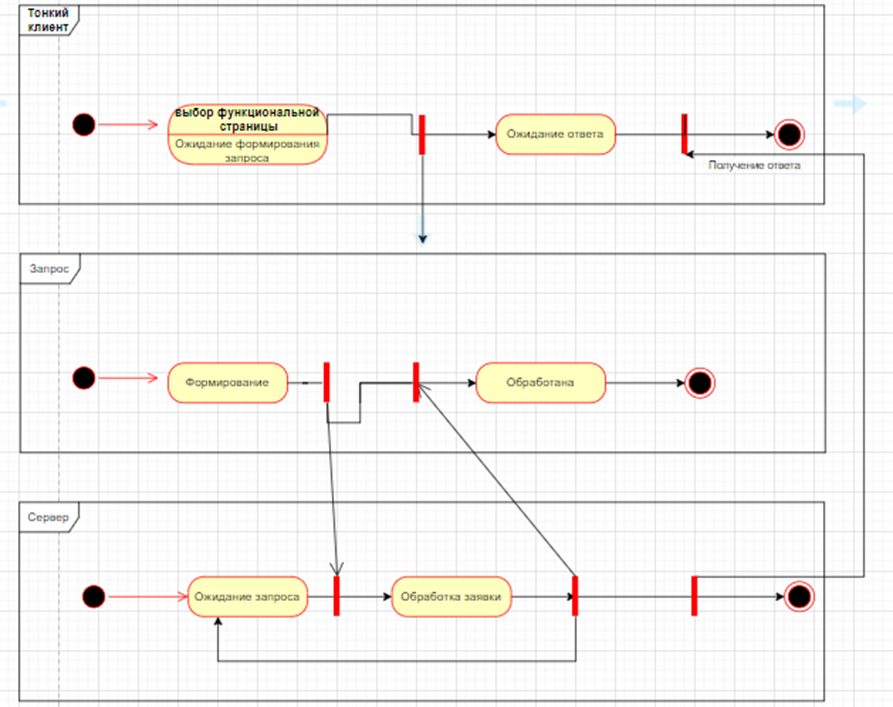 Тонкий
клиент
выбор функциональной
страницы
Ожидание формирования
запроса
Ожидание ответа
Получение ответа
Запрос
Формирование
Обработана
Сервер
Ожидание запроса
Обработка заявки